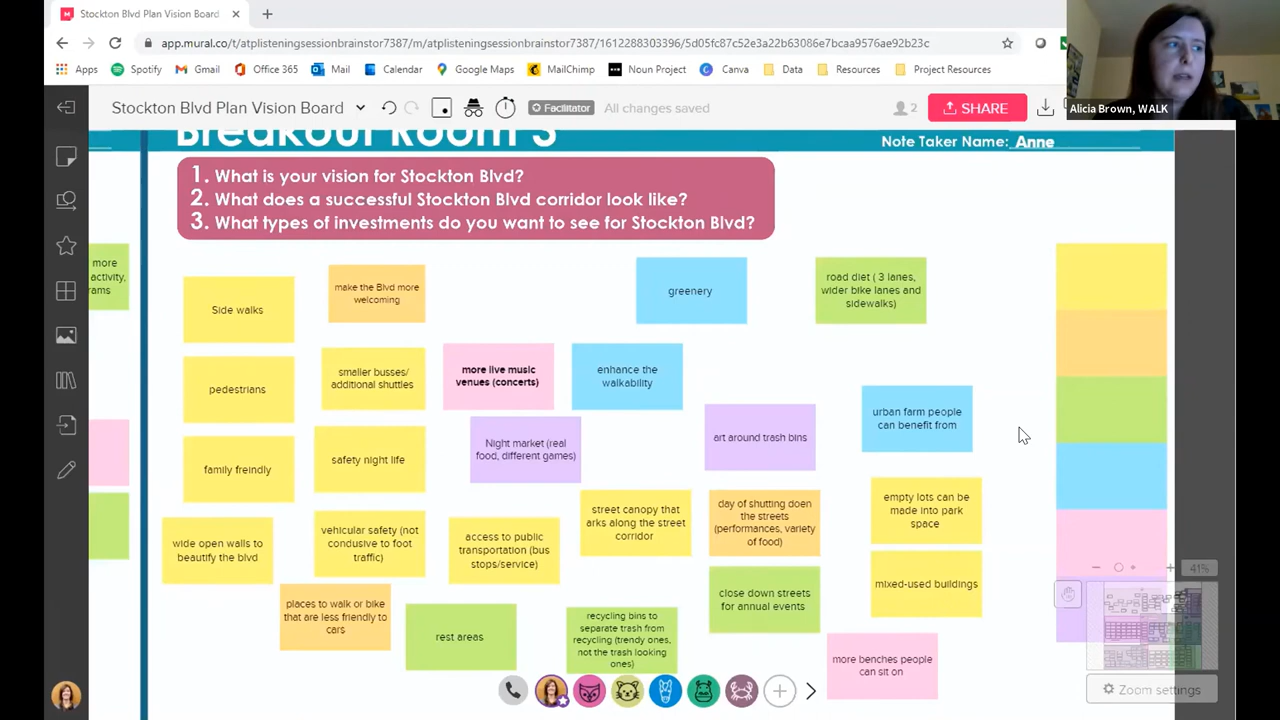 Stockton Blvd Plan Vision Board
app.mural.co/t/atplisteningsessionbrainstor7387/m/atplisteningsessionbrainstor7387/1612288303396/5d05fc87c52e3a22b63086e7bcaa9576ae92b23c
Apps Spotify Gmail Office 365 Mail Calendar Google Maps MailChimp Noun Project Canva Data Resources Project Resources
Alicia Brown, WALK
Stockton Blvd Plan Vision Board Facilitator All changes saved 2 SHARE
Breakout Room 3
Note Taker Name: Anne
1. What is your vision for Stockton Blvd?
2. What does a successful Stockton Blvd corridor look like?
3. What types of investments do you want to see for Stockton Blvd?
more
activity,
rams
Side walks
make the Blvd more
welcoming
greenery
road diet ( 3 lanes,
wider bike lanes and
sidewalks)
pedestrians
smaller busses/
additional shuttles
more live music
venues (concerts)
enhance the
walkability
urban farm people
can benefit from
family freindly
safety night life
Night market (real
food, different games)
art around trash bins
wide open walls to
beautify the blvd
vehicular safety (not
condusive to foot
traffic)
access to public
transportation (bus
stops/service)
street canopy that
arks along the street
corridor
day of shutting doen
the streets
(performances, variety
of food)
empty lots can be
made into park
space
mixed-used buildings
places to walk or bike
that are less friendly to
cars
rest areas
recycling bins to
separate trash from
recycling (trendy ones,
not the trash looking
ones)
close down streets
for annual events
more benches people
can sit on
41%
Zoom settings